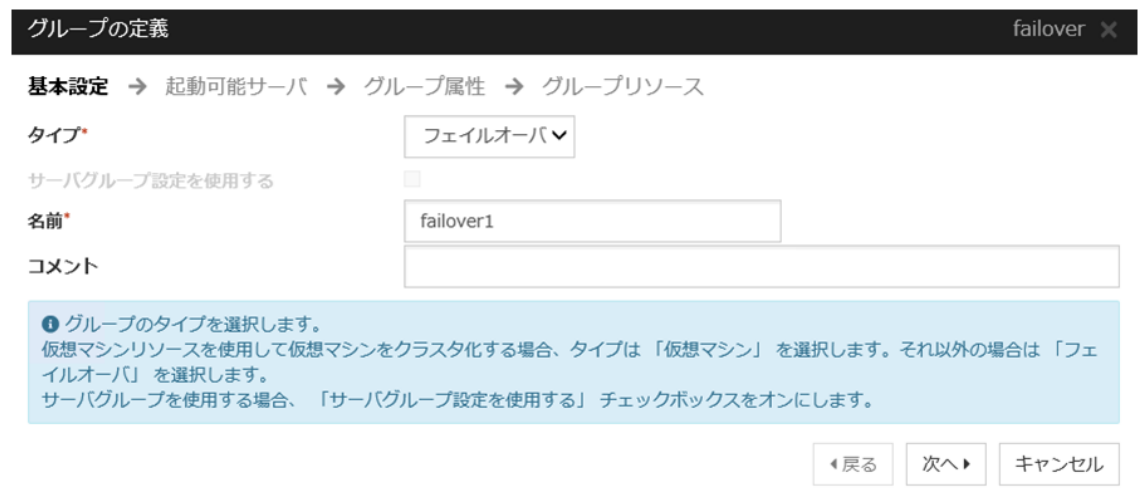 グループの定義 failover
基本設定 → 起動可能サーバ → グループ属性 → グループリソース
タイプ* フェイルオーバ
サーバグループ設定を使用する
名前* failover1
コメント
グループのタイプを選択します。
仮想マシンリソースを使用して仮想マシンをクラスタ化する場合、タイプは 「仮想マシン」 を選択します。それ以外の場合は 「フェ
イルオーバ」 を選択します。
サーバグループを使用する場合、 「サーバグループ設定を使用する」 チェックボックスをオンにします。
戻る 次へ キャンセル